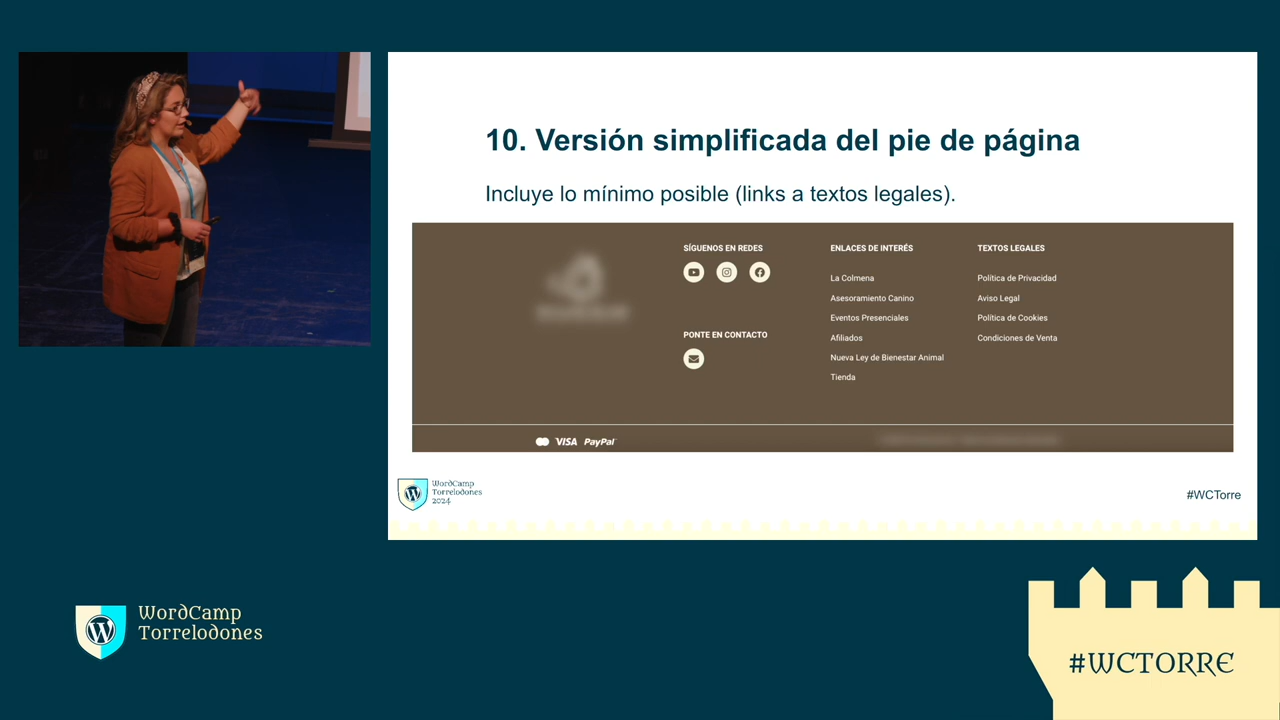 10. Versión simplificada del pie de página
Incluye lo mínimo posible (links a textos legales).
SÍGUENOS EN REDES
PONTE EN CONTACTO
ENLACES DE INTERÉS
La Colmena
Asesoramiento Canino
Eventos Presenciales
Afiliados
Nueva Ley de Bienestar Animal
Tienda
TEXTOS LEGALES
Política de Privacidad
Aviso Legal
Política de Cookies
Condiciones de Venta
VISA PayPal
WordCamp
Torrelodones
2024
#WCTorre
WordCamp
Torrelodones
#WCTORRE